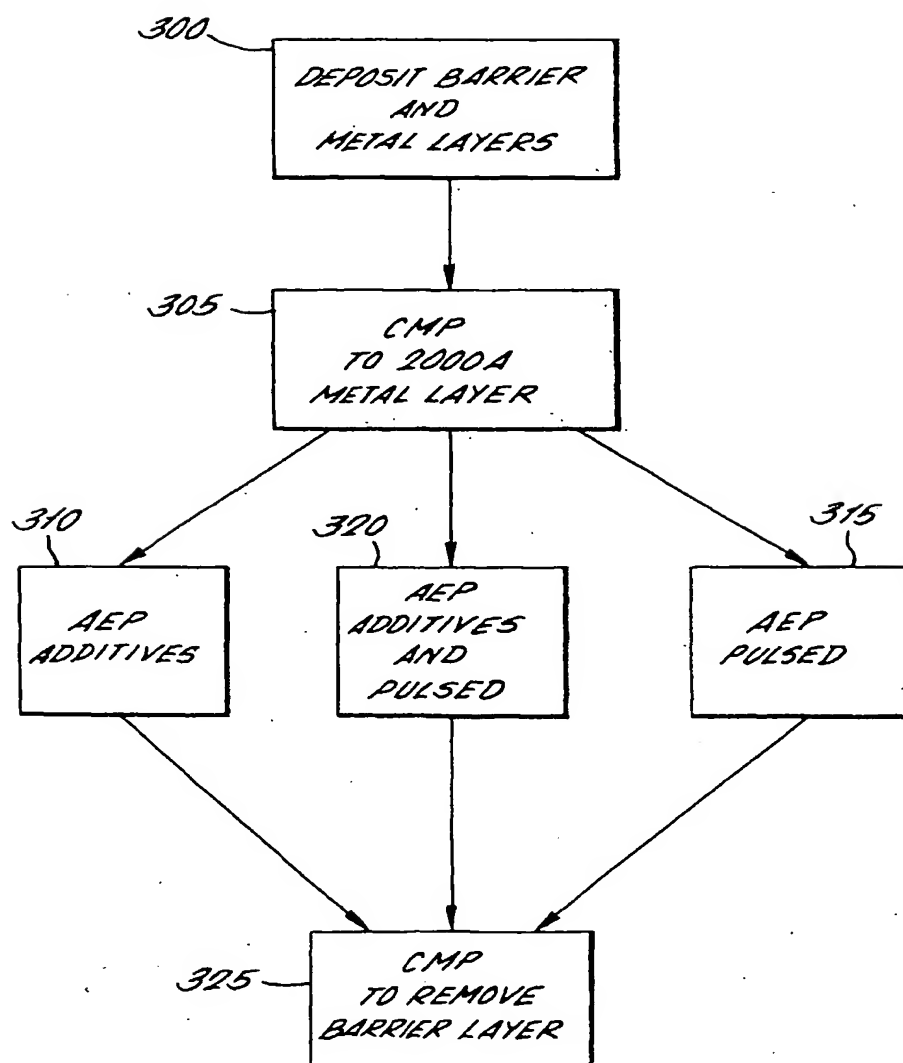 300
DEPOSIT BARRIER
AND
METAL LAYERS
305
CMP
TO 2000A
METAL LAYER
310
AEP
ADDITIVES
320
AEP
ADDITIVES
AND
PULSED
315
AEP
PULSED
325
CMP
TO REMOVE
BARRIER LAYER